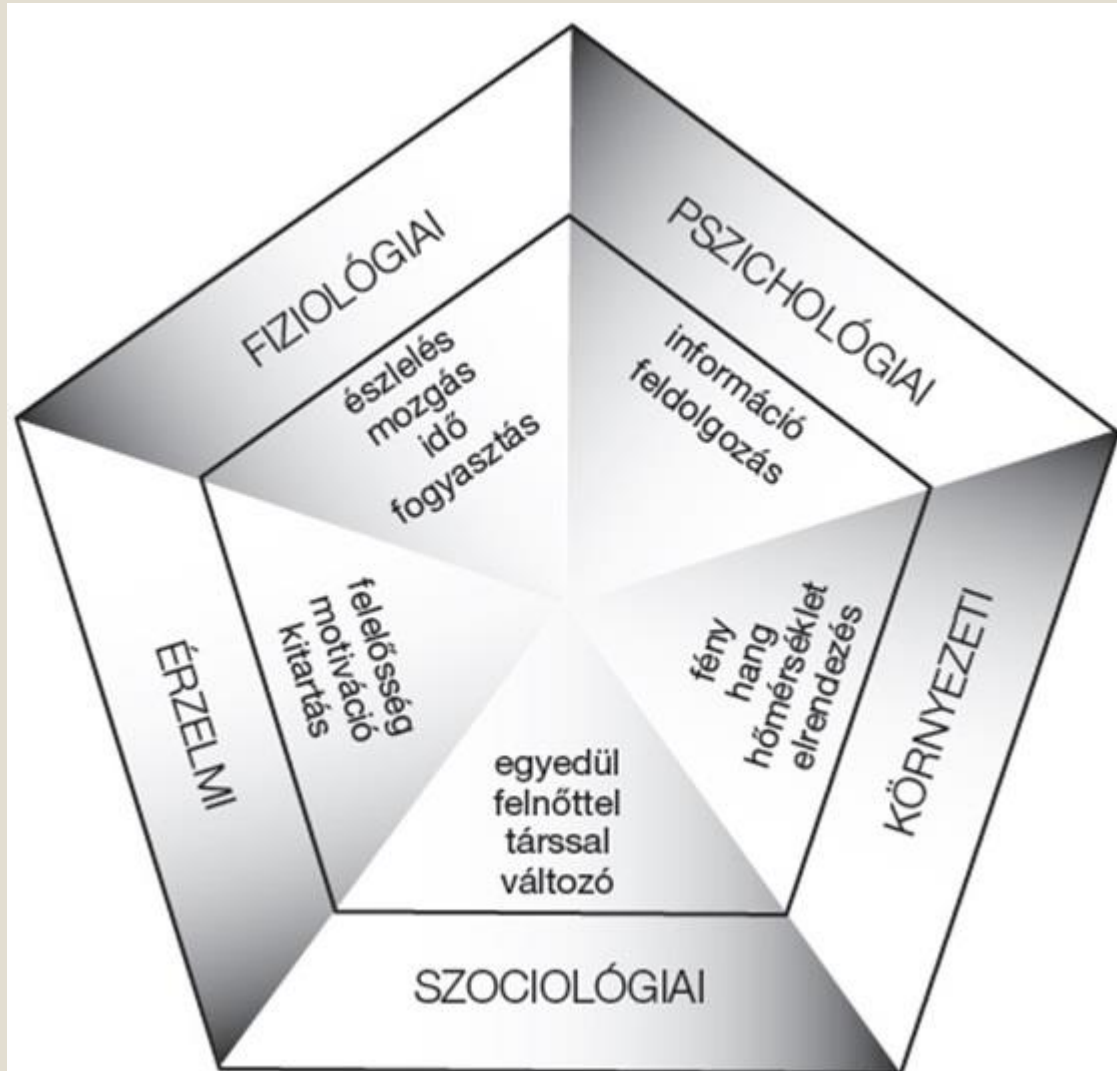 FIZIOLÓGIAI
észlelés
mozgás
idő
fogyasztás
PSZICHOLÓGIAI
információ
feldolgozás
KÖRNYEZETI
fény
hang
hőmérséklet
elrendezés
SZOCIOLÓGIAI
egyedül
felnőttel
társsal
változó
ÉRZELMI
felelősség
motiváció
kitartás